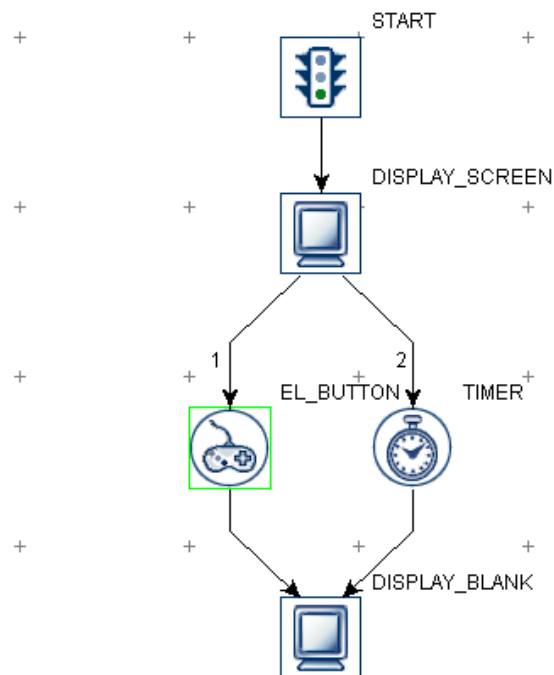 START
DISPLAY_SCREEN
1
2
EL_BUTTON
TIMER
DISPLAY_BLANK